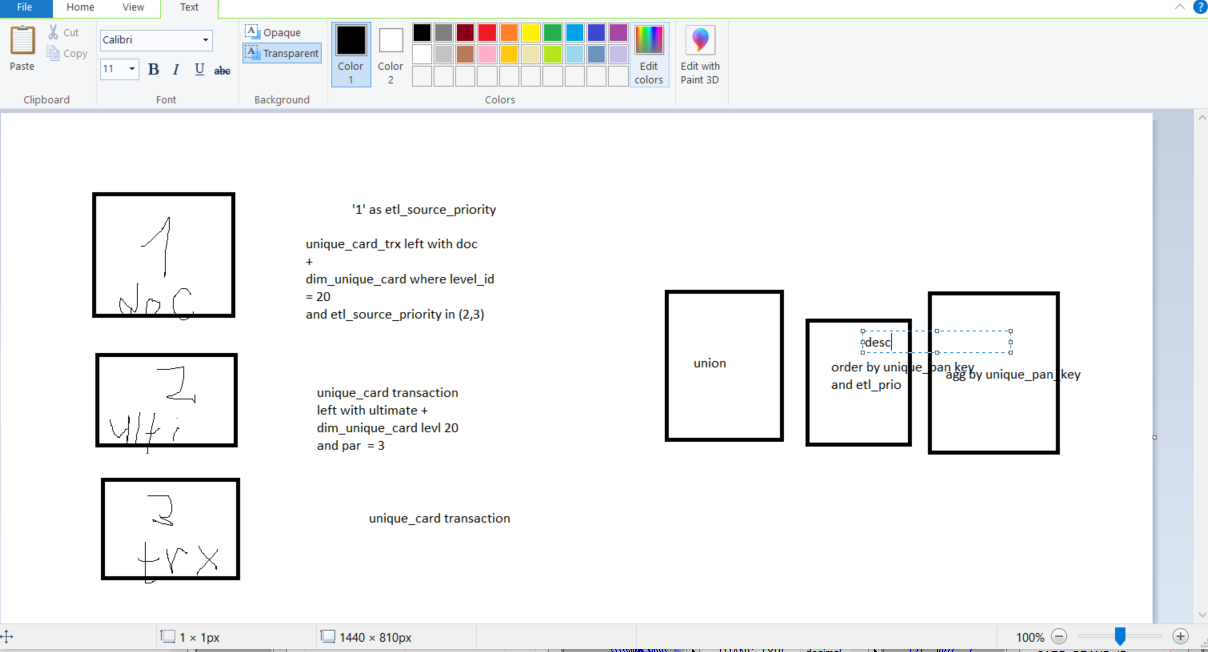 File Home View Text
Paste
Cut
Copy
Clipboard
Calibri
11 B I U abc
Font
Opaque
Transparent
Background
Color
1
Color
2
Colors
Edit
colors
Edit with
Paint 3D
1
doc
'1' as etl_source_priority
unique_card_trx left with doc
+
dim_unique_card where level_id
= 20
and etl_source_priority in (2,3)
2
ulti
unique_card transaction
left with ultimate +
dim_unique_card levl 20
and par = 3
3
trx
unique_card transaction
union
desc
order by unique_pan key
and etl_prio
agg by unique_pan_key
1 × 1px
1440 × 810px
100%